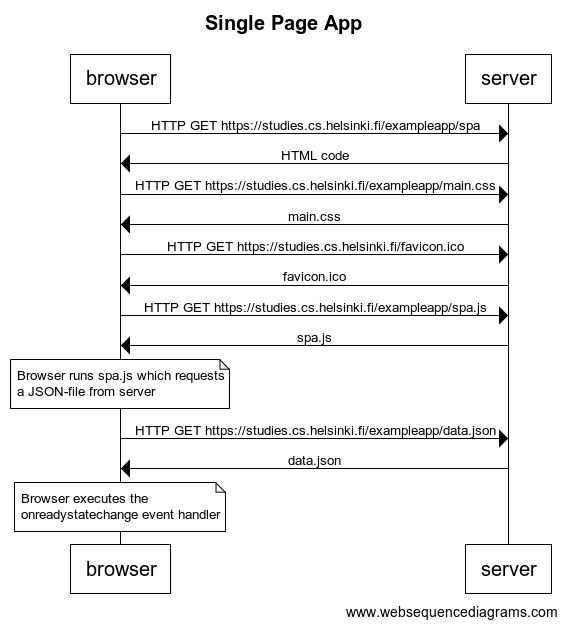 Single Page App
browser
server
HTTP GET https://studies.cs.helsinki.fi/exampleapp/spa
HTML code
HTTP GET https://studies.cs.helsinki.fi/exampleapp/main.css
main.css
HTTP GET https://studies.cs.helsinki.fi/favicon.ico
favicon.ico
HTTP GET https://studies.cs.helsinki.fi/exampleapp/spa.js
spa.js
Browser runs spa.js which requests
a JSON-file from server
HTTP GET https://studies.cs.helsinki.fi/exampleapp/data.json
data.json
Browser executes the
onreadystatechange event handler
browser
server
www.websequencediagrams.com